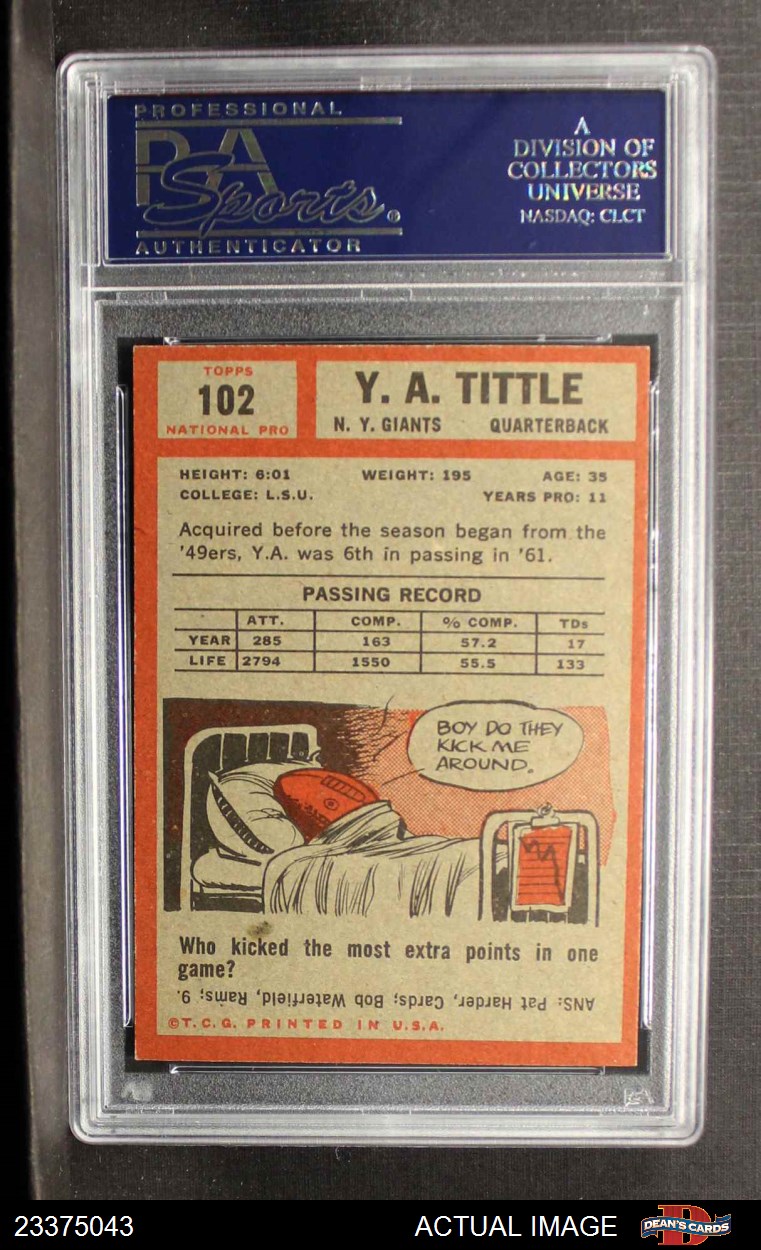 PROFESSIONAL
PSA
Sports
AUTHENTICATOR
A
DIVISION OF
COLLECTORS
UNIVERSE
NASDAQ: CLCT
TOPPS
102
NATIONAL PRO
Y. A. TITTLE
N. Y. GIANTS QUARTERBACK
HEIGHT: 6:01 WEIGHT: 195 AGE: 35
COLLEGE: L.S.U. YEARS PRO: 11
Acquired before the season began from the
'49ers, Y.A. was 6th in passing in '61.
PASSING RECORD
ATT. COMP. % COMP. TDs
YEAR 285 163 57.2 17
LIFE 2794 1550 55.5 133
BOY DO THEY
KICK ME
AROUND.
Who kicked the most extra points in one
game?
ANS: Pat Harder, Cards; Bob Waterfield, Rams, 9.
©T.C.G. PRINTED IN U.S.A.
23375043 ACTUAL IMAGE DEAN'S CARDS